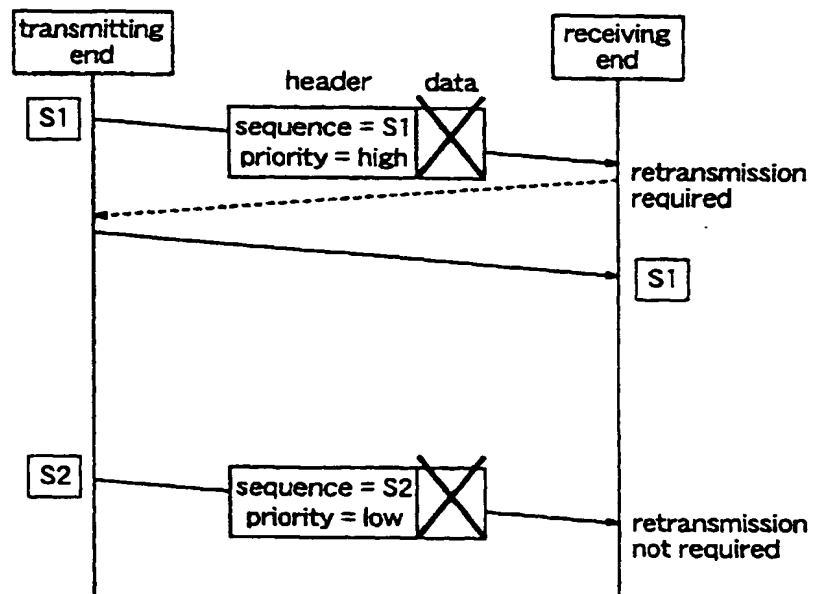 transmitting
end
receiving
end
header
data
S1
sequence = S1
priority = high
retransmission
required
S1
S2
sequence = S2
priority = low
retransmission
not required